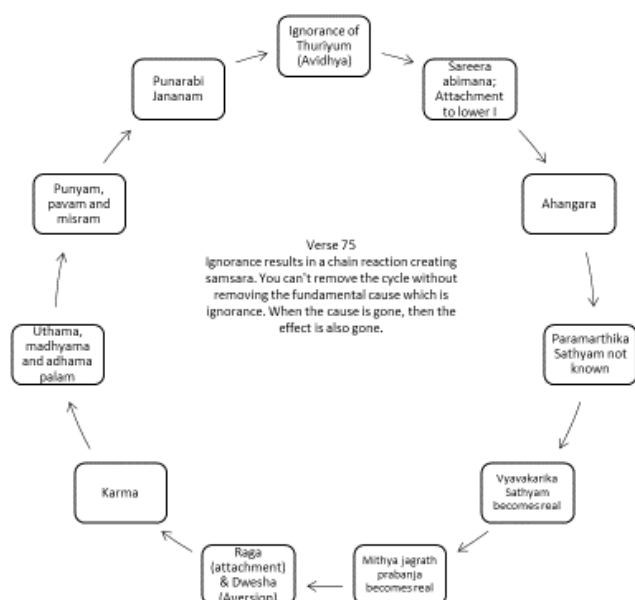 Ignorance of
Thuriyum
(Avidhya)
Sareera
abimana;
Attachment
to lower I
Ahangara
Paramarthika
Sathyam not
known
Vyavakarika
Sathyam
becomes real
Mithya jagrath
prabanja
becomes real
Raga
(attachment)
& Dwesha
(Aversion)
Karma
Uthama,
madhyama
and adhama
palam
Punyam,
pavam and
misram
Punarabi
Jananam
Verse 75
Ignorance results in a chain reaction creating
samsara. You can't remove the cycle without
removing the fundamental cause which is
ignorance. When the cause is gone, then the
effect is also gone.